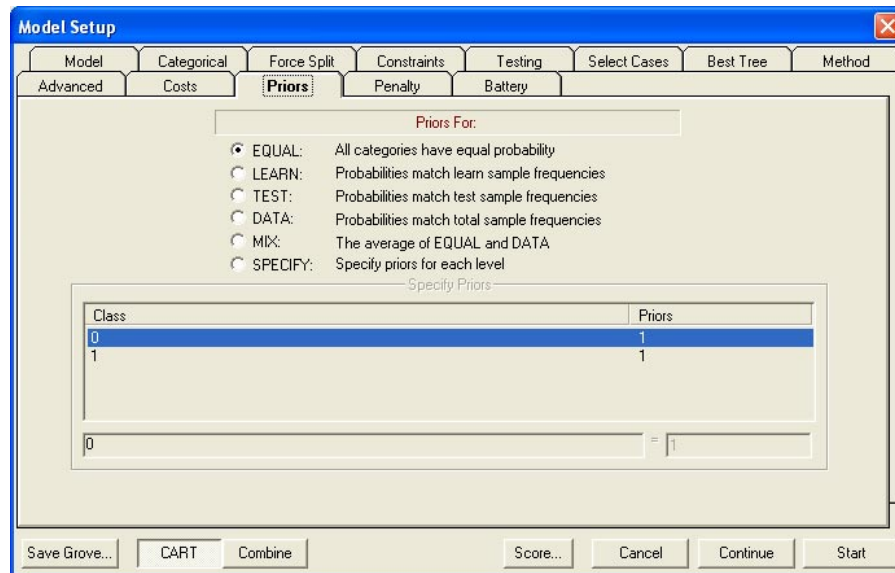 Model Setup
Model Categorical Force Split Constraints Testing Select Cases Best Tree Method
Advanced Costs Priors Penalty Battery
Priors For:
EQUAL: All categories have equal probability
LEARN: Probabilities match learn sample frequencies
TEST: Probabilities match test sample frequencies
DATA: Probabilities match total sample frequencies
MIX: The average of EQUAL and DATA
SPECIFY: Specify priors for each level
Specify Priors
Class Priors
0 1
1 1
0 = 1
Save Grove... CART Combine Score... Cancel Continue Start